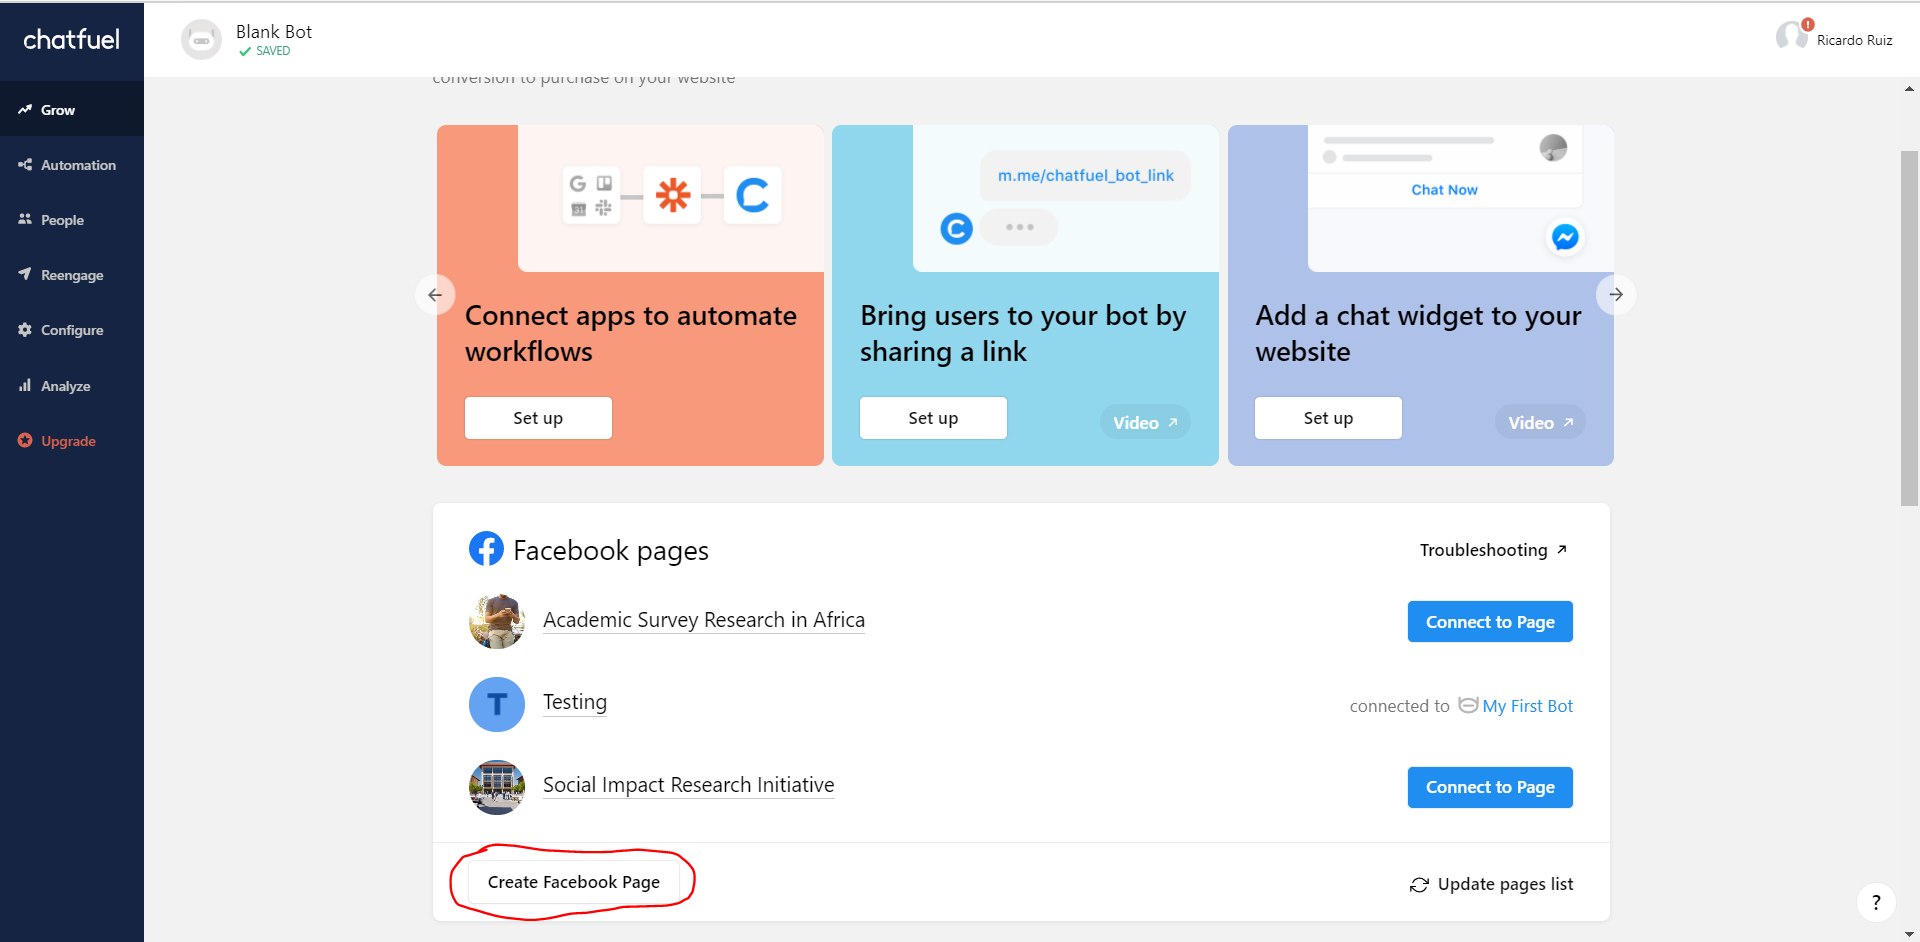 chatfuel
Blank Bot
SAVED
Ricardo Ruiz
Grow
Automation
People
Reengage
Configure
Analyze
Upgrade
conversion to purchase on your website
G
31
C
m.me/chatfuel_bot_link
C
Chat Now
Connect apps to automate
workflows
Set up
Bring users to your bot by
sharing a link
Set up
Video
Add a chat widget to your
website
Set up
Video
Facebook pages
Troubleshooting
Academic Survey Research in Africa
Connect to Page
T
Testing
connected to My First Bot
Social Impact Research Initiative
Connect to Page
Create Facebook Page
Update pages list
?